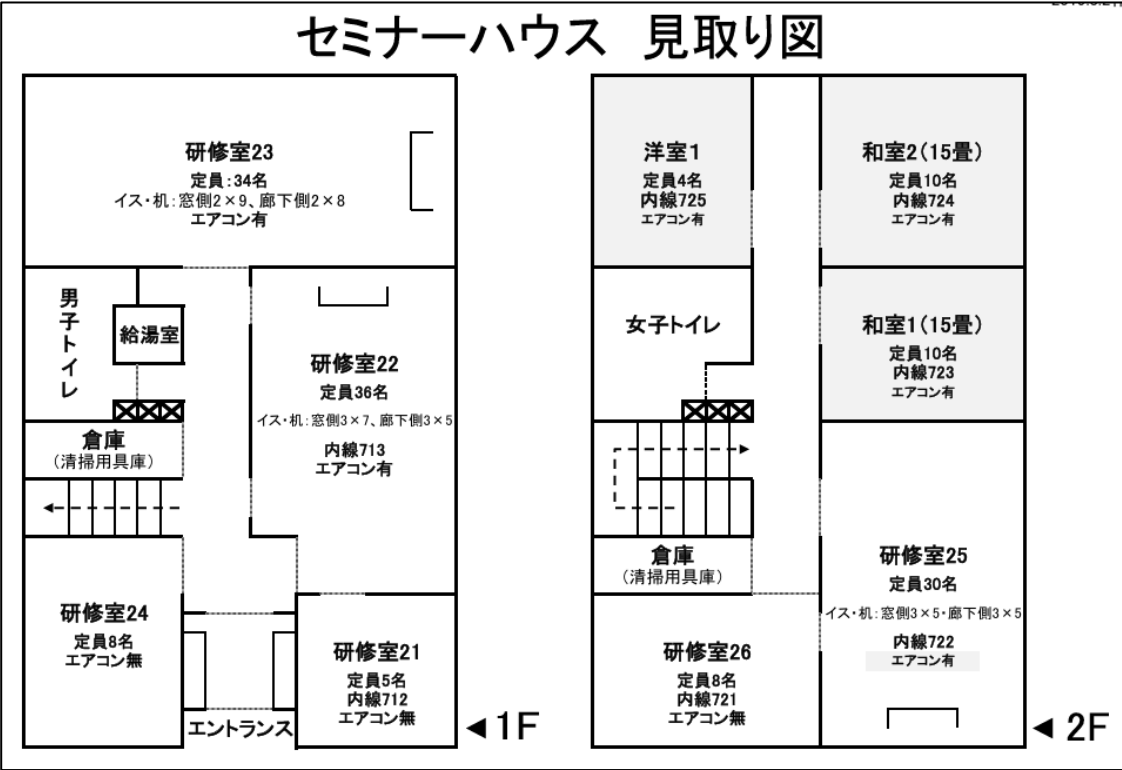 セミナーハウス 見取り図
研修室23
定員:34名
イス・机:窓側2×9、廊下側2×8
エアコン有
男子トイレ
給湯室
研修室22
定員36名
イス・机:窓側3×7、廊下側3×5
内線713
エアコン有
倉庫
(清掃用具庫)
研修室24
定員8名
エアコン無
エントランス
研修室21
定員5名
内線712
エアコン無
◀1F
洋室1
定員4名
内線725
エアコン有
和室2(15畳)
定員10名
内線724
エアコン有
女子トイレ
和室1(15畳)
定員10名
内線723
エアコン有
倉庫
(清掃用具庫)
研修室25
定員30名
イス・机:窓側3×5・廊下側3×5
内線722
エアコン有
研修室26
定員8名
内線721
エアコン無
◀2F